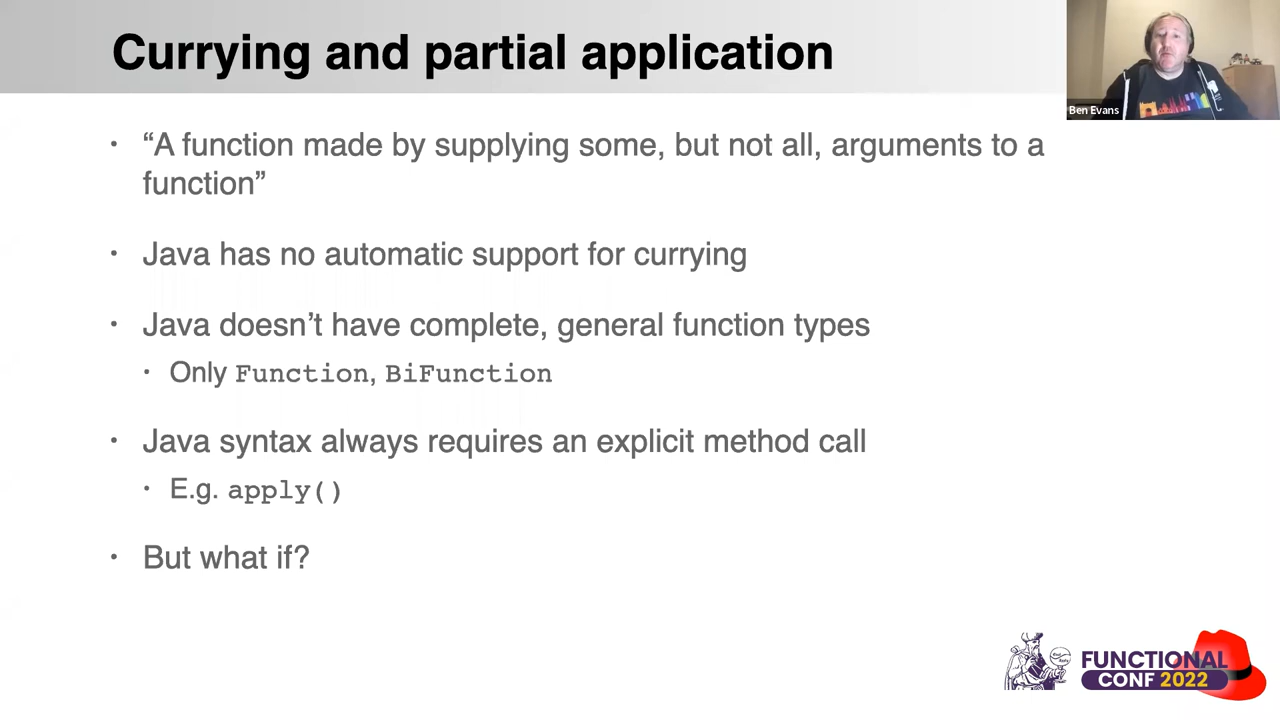 Currying and partial application
Ben Evans
• “A function made by supplying some, but not all, arguments to a
function”
• Java has no automatic support for currying
• Java doesn’t have complete, general function types
• Only Function, BiFunction
• Java syntax always requires an explicit method call
• E.g. apply()
• But what if?
FUNCTIONAL
CONF 2022